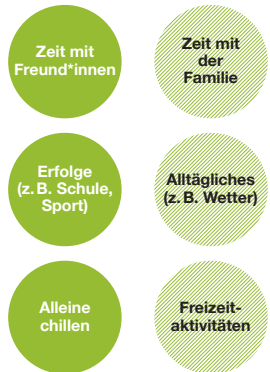 Zeit mit
Freund*innen
Zeit mit
der
Familie
Erfolge
(z. B. Schule,
Sport)
Alltägliches
(z. B. Wetter)
Alleine
chillen
Freizeit-
aktivitäten